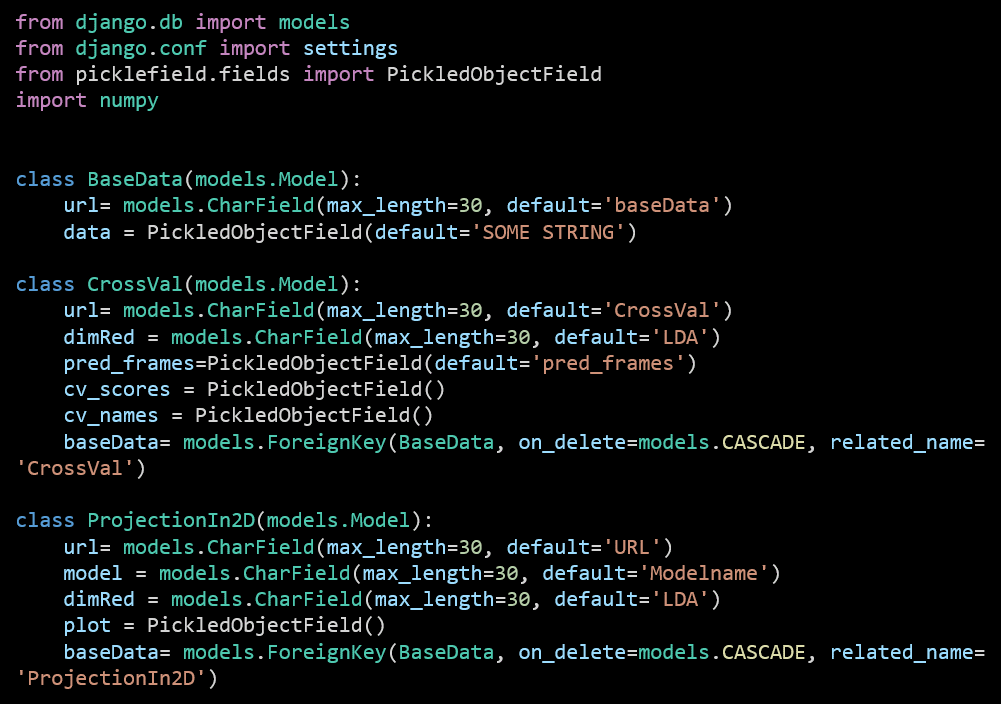 from django.db import models
from django.conf import settings
from picklefield.fields import PickledObjectField
import numpy
class BaseData(models.Model):
    url= models.CharField(max_length=30, default='baseData')
    data = PickledObjectField(default='SOME STRING')
class CrossVal(models.Model):
    url= models.CharField(max_length=30, default='CrossVal')
    dimRed = models.CharField(max_length=30, default='LDA')
    pred_frames=PickledObjectField(default='pred_frames')
    cv_scores = PickledObjectField()
    cv_names = PickledObjectField()
    baseData= models.ForeignKey(BaseData, on_delete=models.CASCADE, related_name=
'CrossVal')
class ProjectionIn2D(models.Model):
    url= models.CharField(max_length=30, default='URL')
    model = models.CharField(max_length=30, default='Modelname')
    dimRed = models.CharField(max_length=30, default='LDA')
    plot = PickledObjectField()
    baseData= models.ForeignKey(BaseData, on_delete=models.CASCADE, related_name=
'ProjectionIn2D')